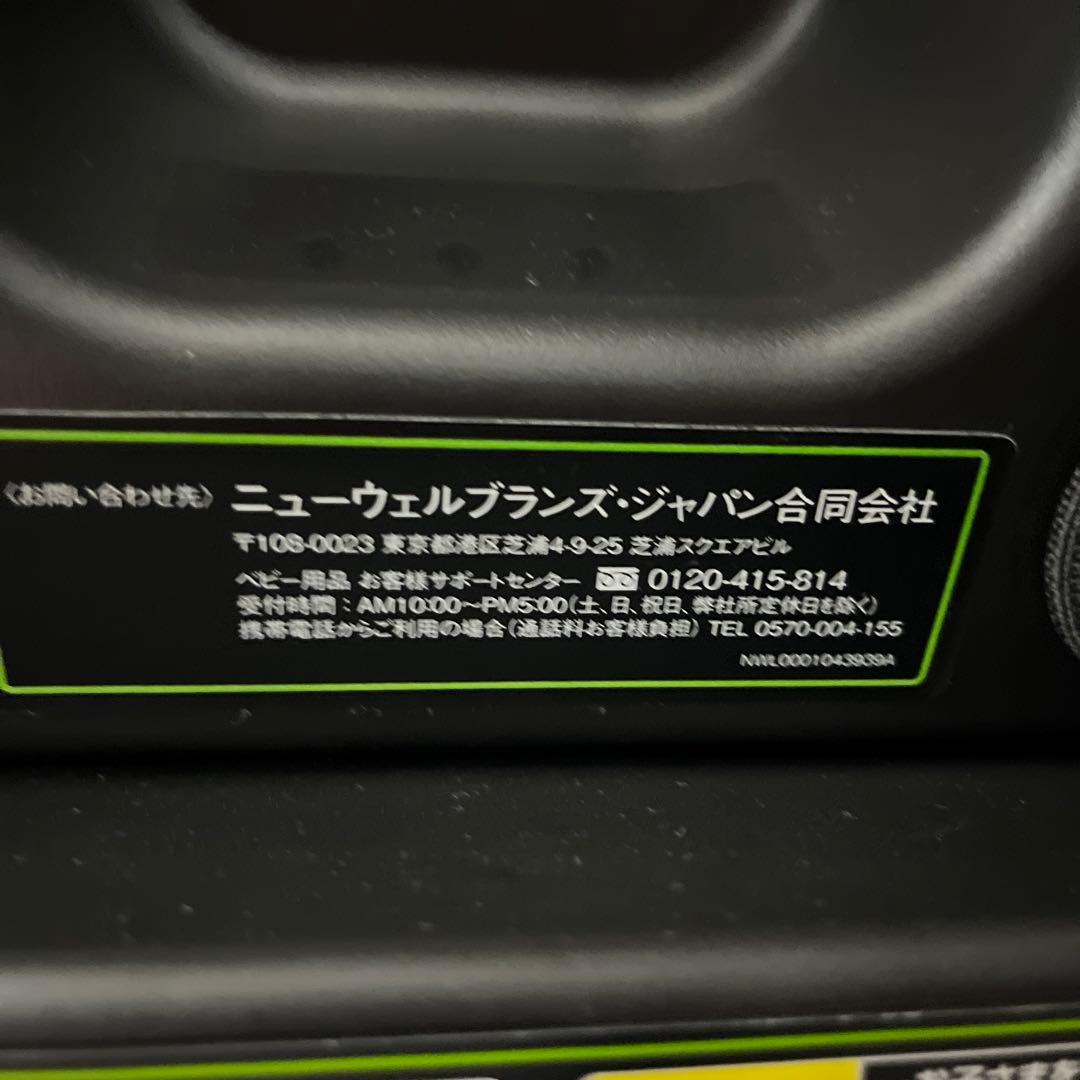 〈お問い合わせ先〉 ニューウェルブランズ・ジャパン合同会社
〒108-0023 東京都港区芝浦4-9-25 芝浦スクエアビル
ベビー用品 お客様サポートセンター 0120-415-814
受付時間：AM10:00～PM5:00（土、日、祝日、弊社所定休日を除く）
携帯電話からご利用の場合（通話料お客様負担） TEL 0570-004-155
NWL0001043939A
お子さまを